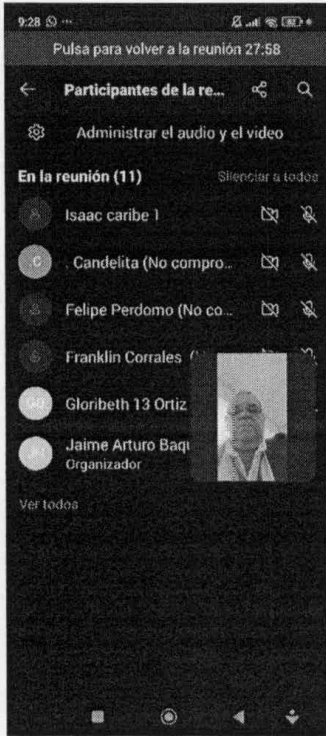 9:28 ...
Pulsa para volver a la reunión 27:58
Participantes de la re...
Administrar el audio y el video
En la reunión (11)
Silenciar a todos
Isaac caribe 1
.C
. Candelita (No compro...
Felipe Perdomo (No co...
Franklin Corrales
Gloribeth 13 Ortiz
Jaime Arturo Baqu
Organizador
Ver todos